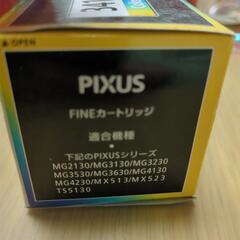 341
▲ OPEN
PIXUS
FINEカートリッジ
適合機種
下記のPIXUSシリーズ
MG2130/MG3130/MG3230
MG3530/MG3630/MG4130
MG4230/MX513/MX523
TS5130